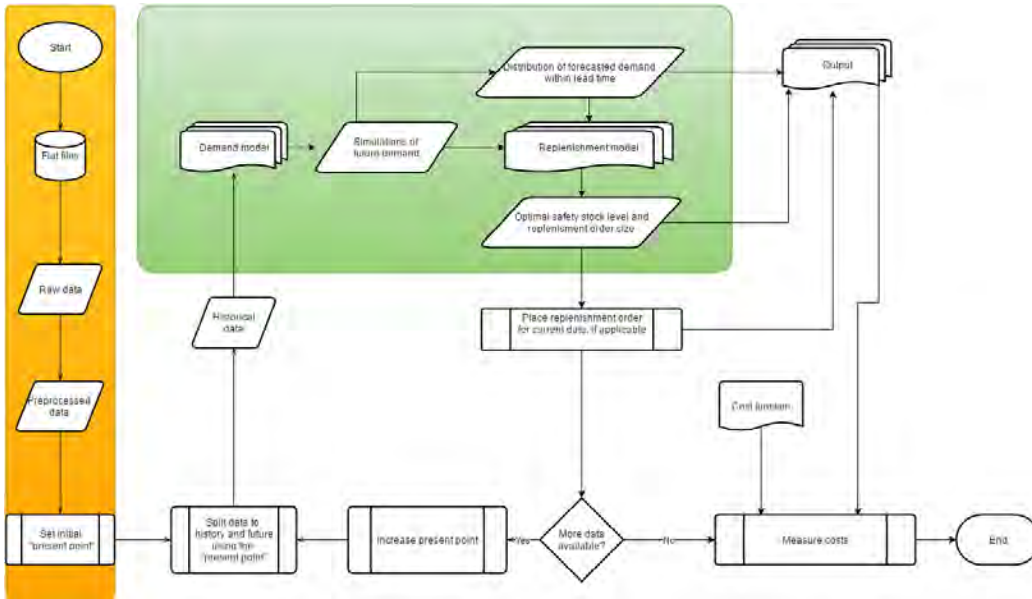 Start
Flat files
Raw data
Preprocessed
data
Set initial
"present point"
Demand model
Simulations of
future demand
Distribution of forecasted demand
within lead time
Replenishment model
Optimal safety stock level and
replenisment order size
Output
Historical
data
Place replenishment order
for current data, if applicable
Cost function
Split data to
history and future
using the
"present point"
Increase present point
Yes
More data
available?
No
Measure costs
End